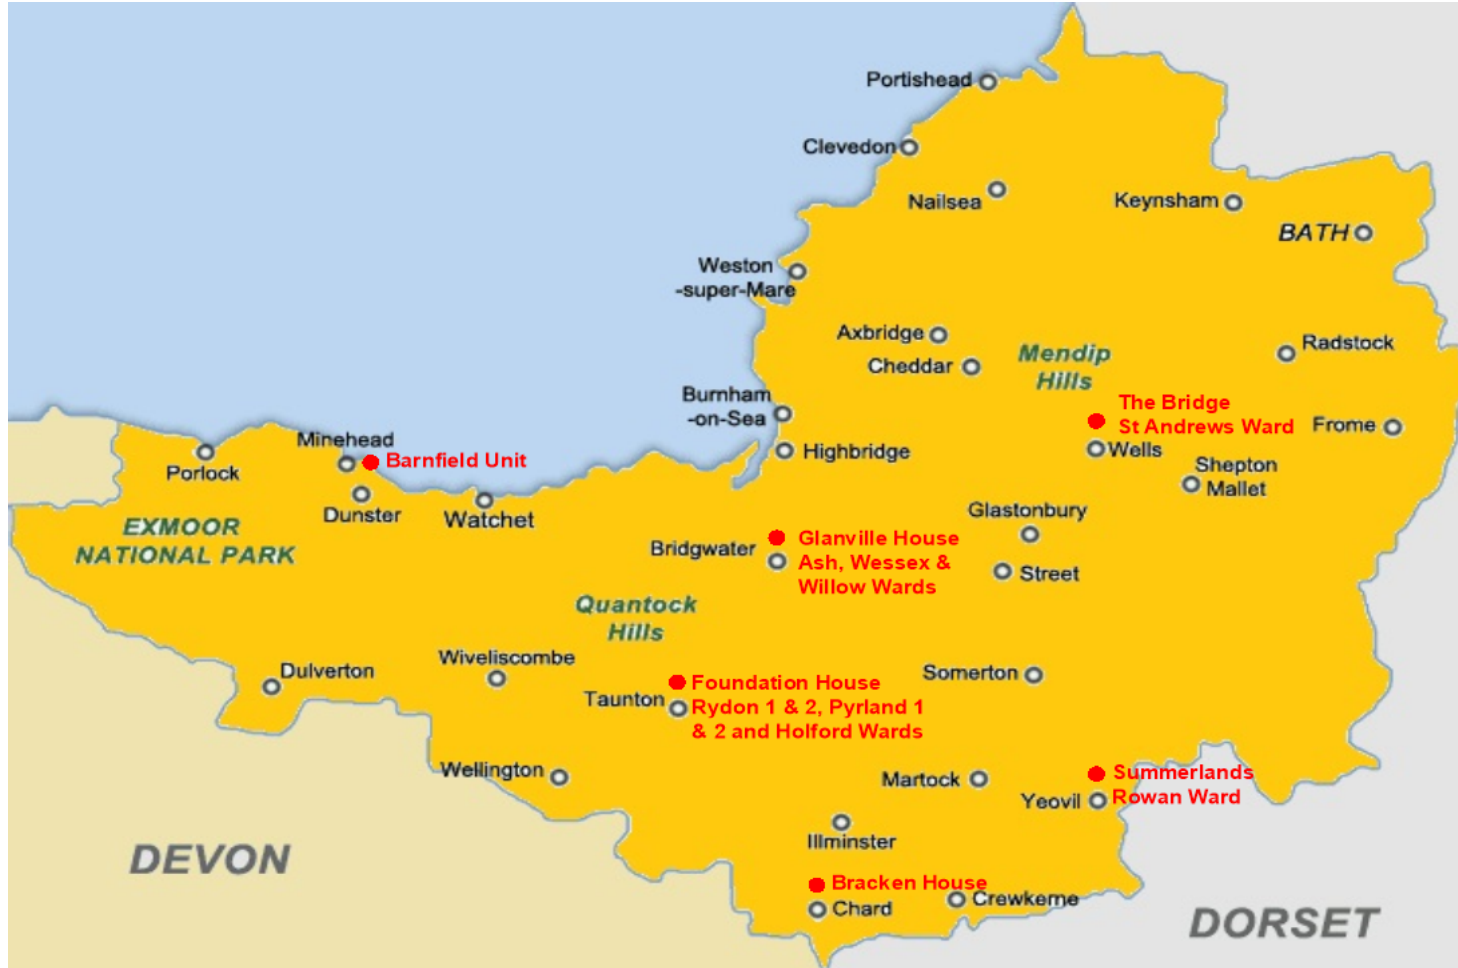 Portishead
Clevedon
Nailsea
Keynsham
BATH
Weston
-super-Mare
Axbridge
Cheddar
Mendip
Hills
Radstock
Burnham
-on-Sea
The Bridge
St Andrews Ward
Frome
Highbridge
Wells
Shepton
Mallet
Minehead
Barnfield Unit
Porlock
Dunster
Watchet
EXMOOR
NATIONAL PARK
Glastonbury
Street
Bridgwater
Glanville House
Ash, Wessex &
Willow Wards
Quantock
Hills
Dulverton
Wiveliscombe
Taunton
Foundation House
Rydon 1 & 2, Pyrland 1
& 2 and Holford Wards
Somerton
Wellington
Martock
Summerlands
Rowan Ward
Yeovil
Illminster
DEVON
Bracken House
Chard
Crewkerne
DORSET